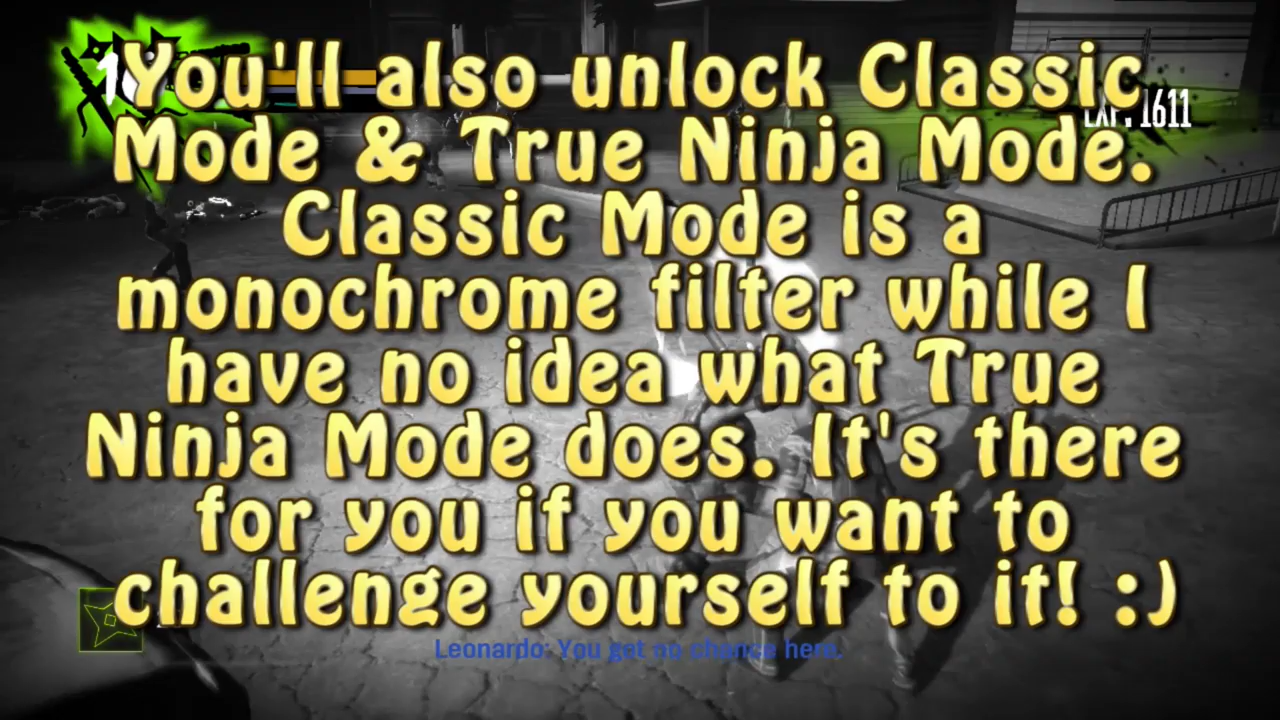 You'll also unlock Classic
Mode & True Ninja Mode.
Classic Mode is a
monochrome filter while I
have no idea what True
Ninja Mode does. It's there
for you if you want to
challenge yourself to it! :)
EXP. 1611
Leonardo: You get no chance here.